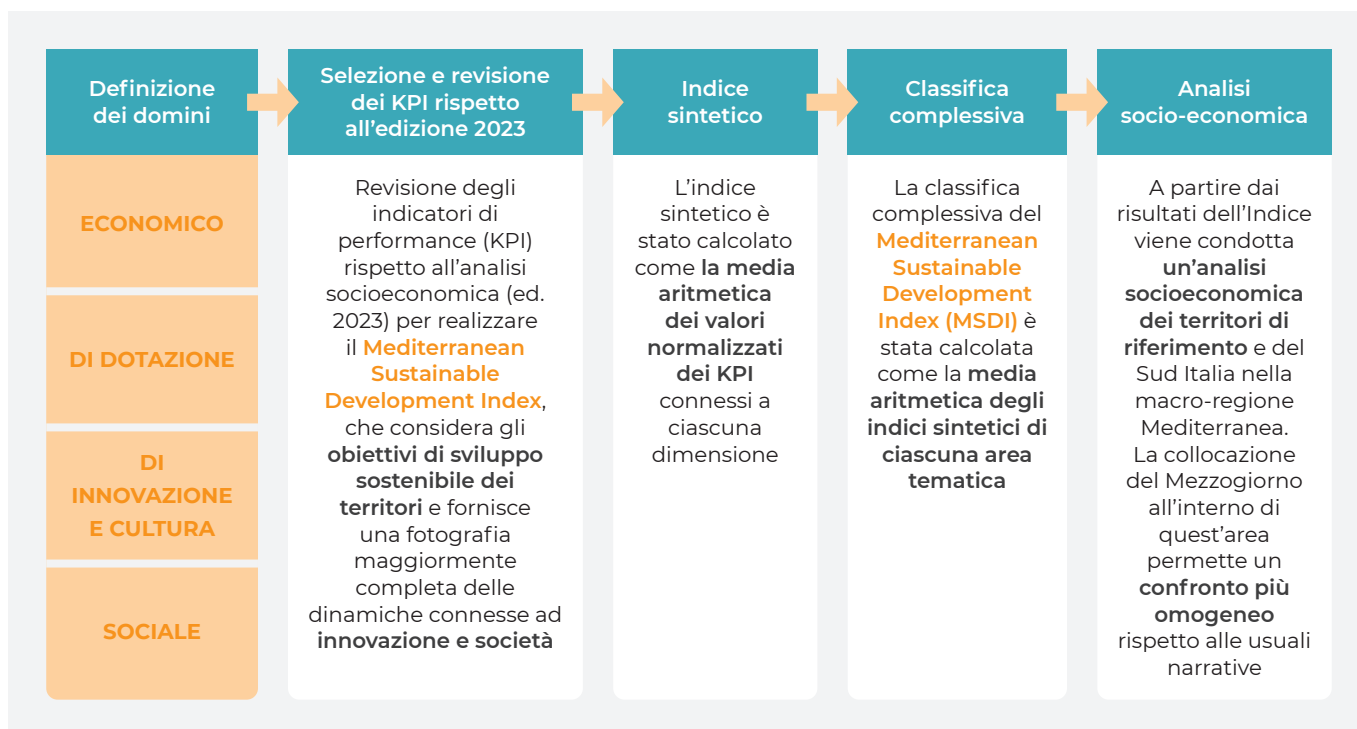 Definizione
dei domini
ECONOMICO
DI DOTAZIONE
DI
INNOVAZIONE
E CULTURA
SOCIALE
Selezione e revisione
dei KPI rispetto
all’edizione 2023
Revisione degli
indicatori di
performance (KPI)
rispetto all’analisi
socioeconomica (ed.
2023) per realizzare
il Mediterranean
Sustainable
Development Index,
che considera gli
obiettivi di sviluppo
sostenibile dei
territori e fornisce
una fotografia
maggiormente
completa delle
dinamiche connesse ad
innovazione e società
Indice
sintetico
L’indice
sintetico è
stato calcolato
come la media
aritmetica
dei valori
normalizzati
dei KPI
connessi a
ciascuna
dimensione
Classifica
complessiva
La classifica
complessiva del
Mediterranean
Sustainable
Development
Index (MSDI) è
stata calcolata
come la media
aritmetica degli
indici sintetici di
ciascuna area
tematica
Analisi
socio-economica
A partire dai
risultati dell’Indice
viene condotta
un’analisi
socioeconomica
dei territori di
riferimento e del
Sud Italia nella
macro-regione
Mediterranea.
La collocazione
del Mezzogiorno
all’interno di
quest’area
permette un
confronto più
omogeneo
rispetto alle usuali
narrative